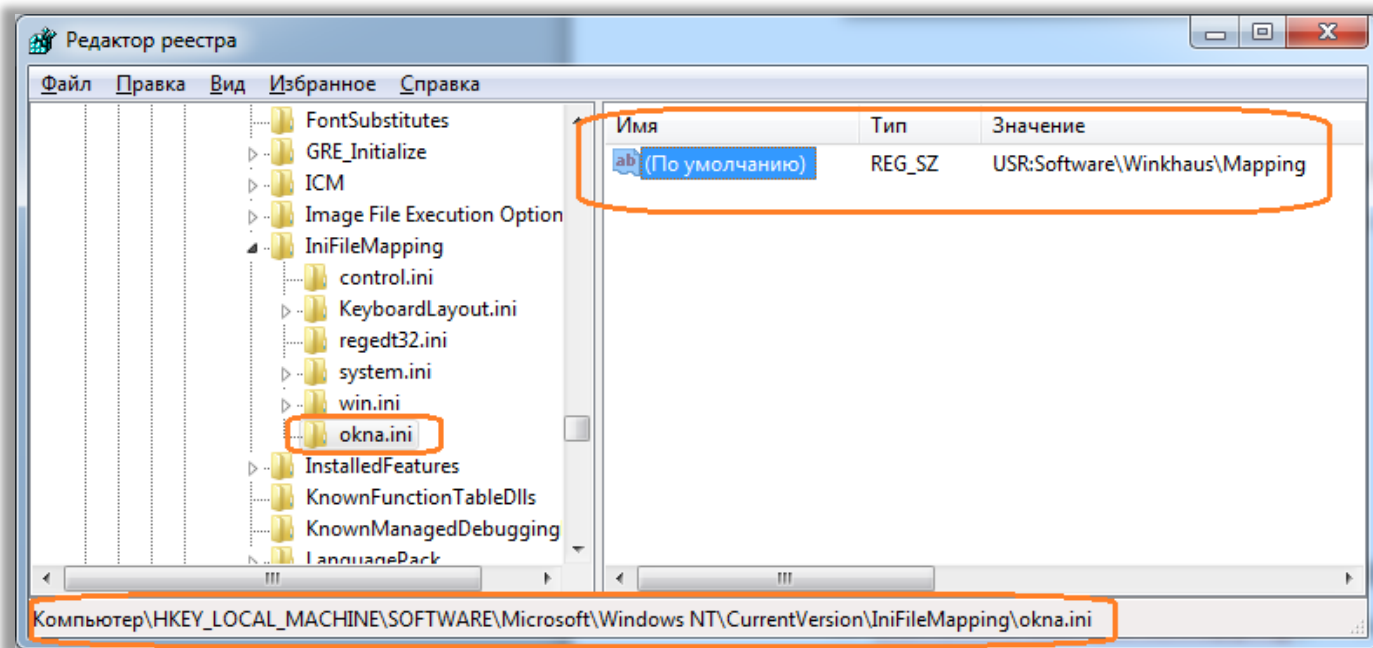 Редактор реестра
Файл Правка Вид Избранное Справка
FontSubstitutes
GRE_Initialize
ICM
Image File Execution Option
IniFileMapping
control.ini
KeyboardLayout.ini
regedt32.ini
system.ini
win.ini
okna.ini
InstalledFeatures
KnownFunctionTableDlls
KnownManagedDebugging
LanguagePack
Имя Тип Значение
ab (По умолчанию) REG_SZ USR:Software\Winkhaus\Mapping
Компьютер\HKEY_LOCAL_MACHINE\SOFTWARE\Microsoft\Windows NT\CurrentVersion\IniFileMapping\okna.ini